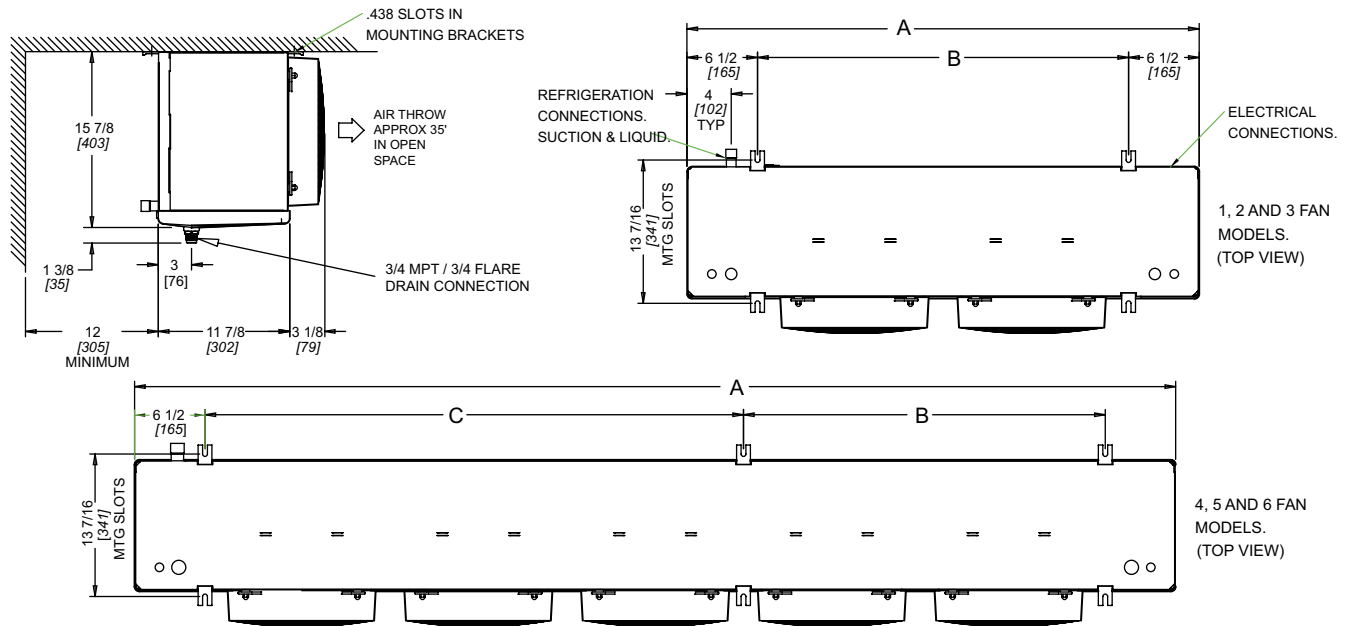 .438 SLOTS IN
MOUNTING BRACKETS
15 7/8
[403]
AIR THROW
APPROX 35'
IN OPEN
SPACE
1 3/8
[35]
3
[76]
3/4 MPT / 3/4 FLARE
DRAIN CONNECTION
12
[305]
MINIMUM
11 7/8
[302]
3 1/8
[79]
A
6 1/2
[165]
B
6 1/2
[165]
4
[102]
TYP
REFRIGERATION
CONNECTIONS.
SUCTION & LIQUID.
ELECTRICAL
CONNECTIONS.
13 7/16
[341]
MTG SLOTS
1, 2 AND 3 FAN
MODELS.
(TOP VIEW)
A
6 1/2
[165]
C
B
13 7/16
[341]
MTG SLOTS
4, 5 AND 6 FAN
MODELS.
(TOP VIEW)